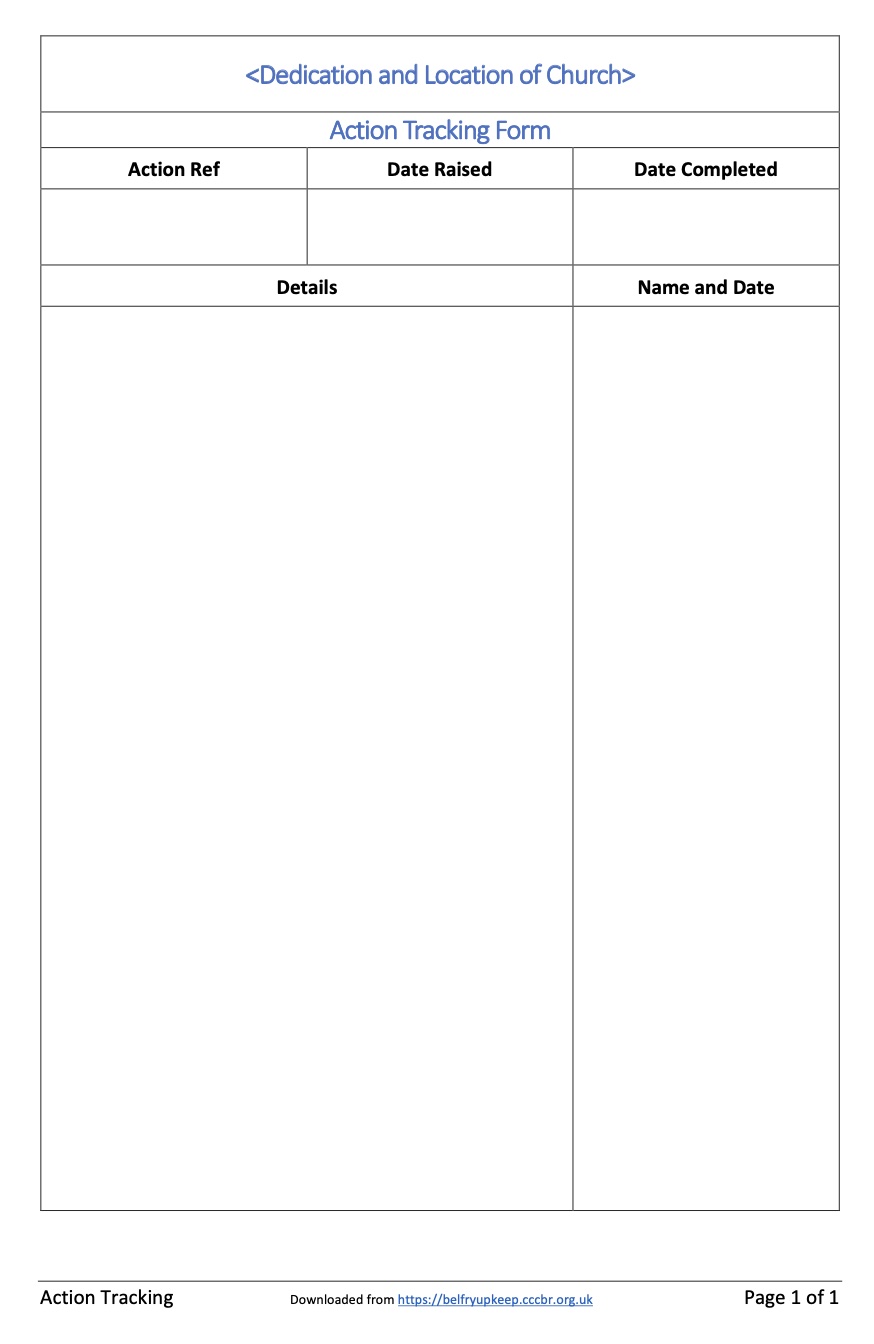 <Dedication and Location of Church>
Action Tracking Form
Action Ref Date Raised Date Completed
Details Name and Date
Action Tracking Downloaded from https://belfryupkeep.cccbr.org.uk Page 1 of 1